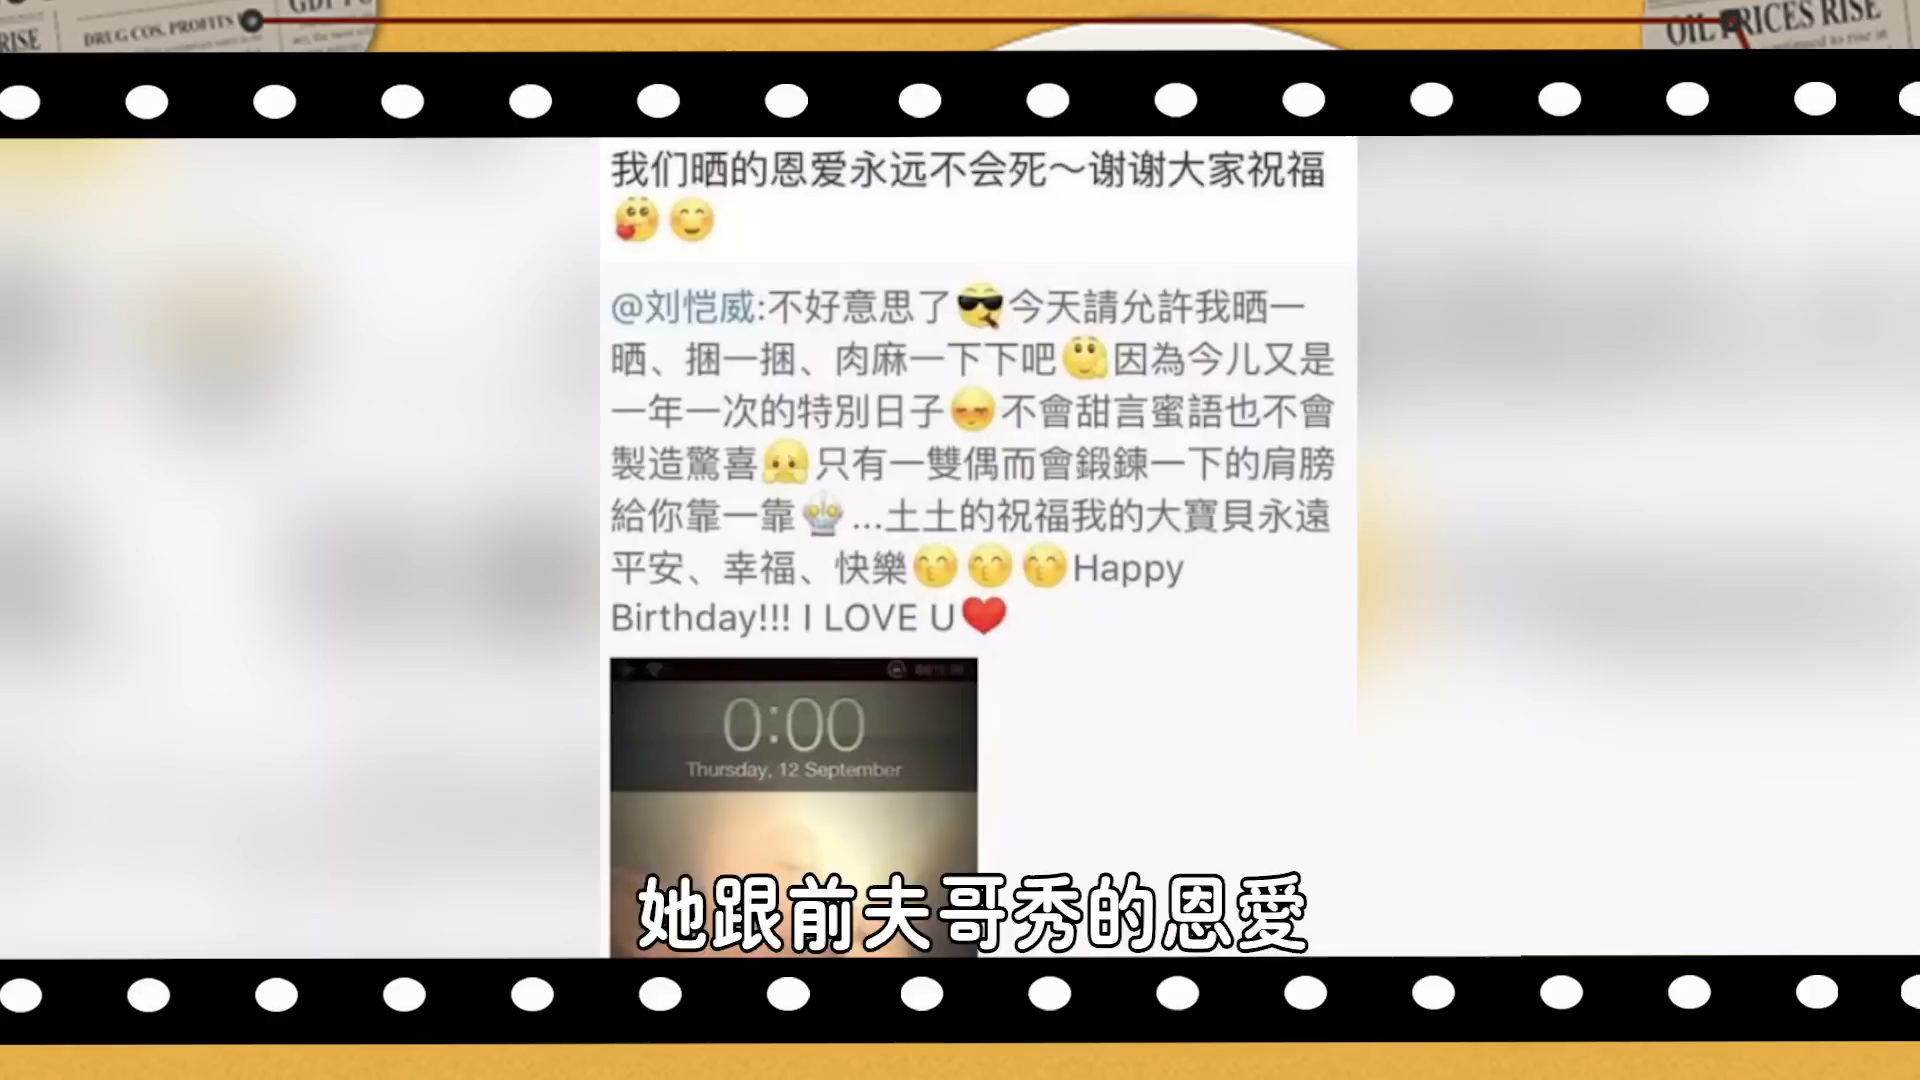 RISE
DRUG COS. PROFITS
OIL PRICES RISE
我们晒的恩爱永远不会死～谢谢大家祝福
@刘恺威:不好意思了今天請允許我晒一
晒、捆一捆、肉麻一下下吧因為今儿又是
一年一次的特別日子不會甜言蜜語也不會
製造驚喜只有一雙偶而會鍛鍊一下的肩膀
給你靠一靠...土土的祝福我的大寶貝永遠
平安、幸福、快樂Happy
Birthday!!! I LOVE U
0:00
Thursday, 12 September
她跟前夫哥秀的恩愛